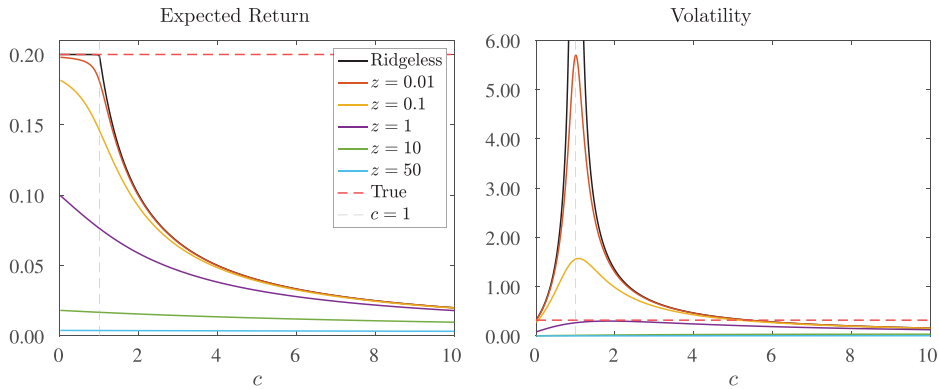 Expected Return
0.20
0.15
0.10
0.05
0.00
0 2 4 6 8 10
c
Ridgeless
z = 0.01
z = 0.1
z = 1
z = 10
z = 50
True
c = 1
Volatility
6.00
5.00
4.00
3.00
2.00
1.00
0.00
0 2 4 6 8 10
c